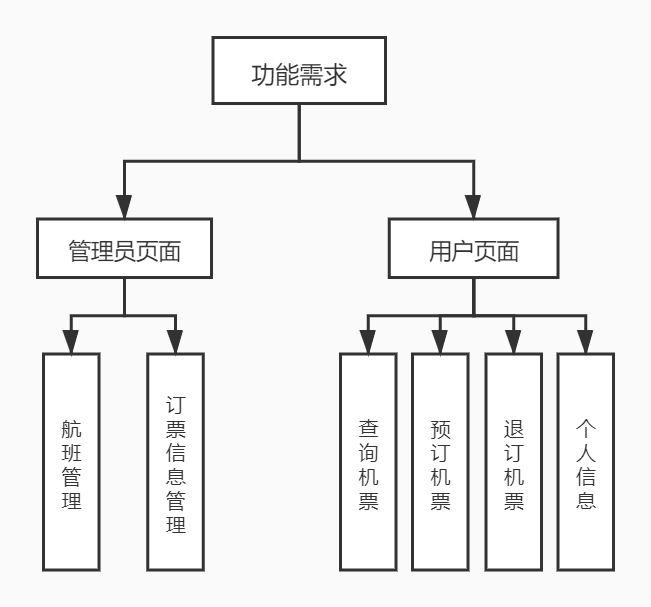 功能需求
管理员页面
用户页面
航班管理
订票信息管理
查询机票
预订机票
退订机票
个人信息